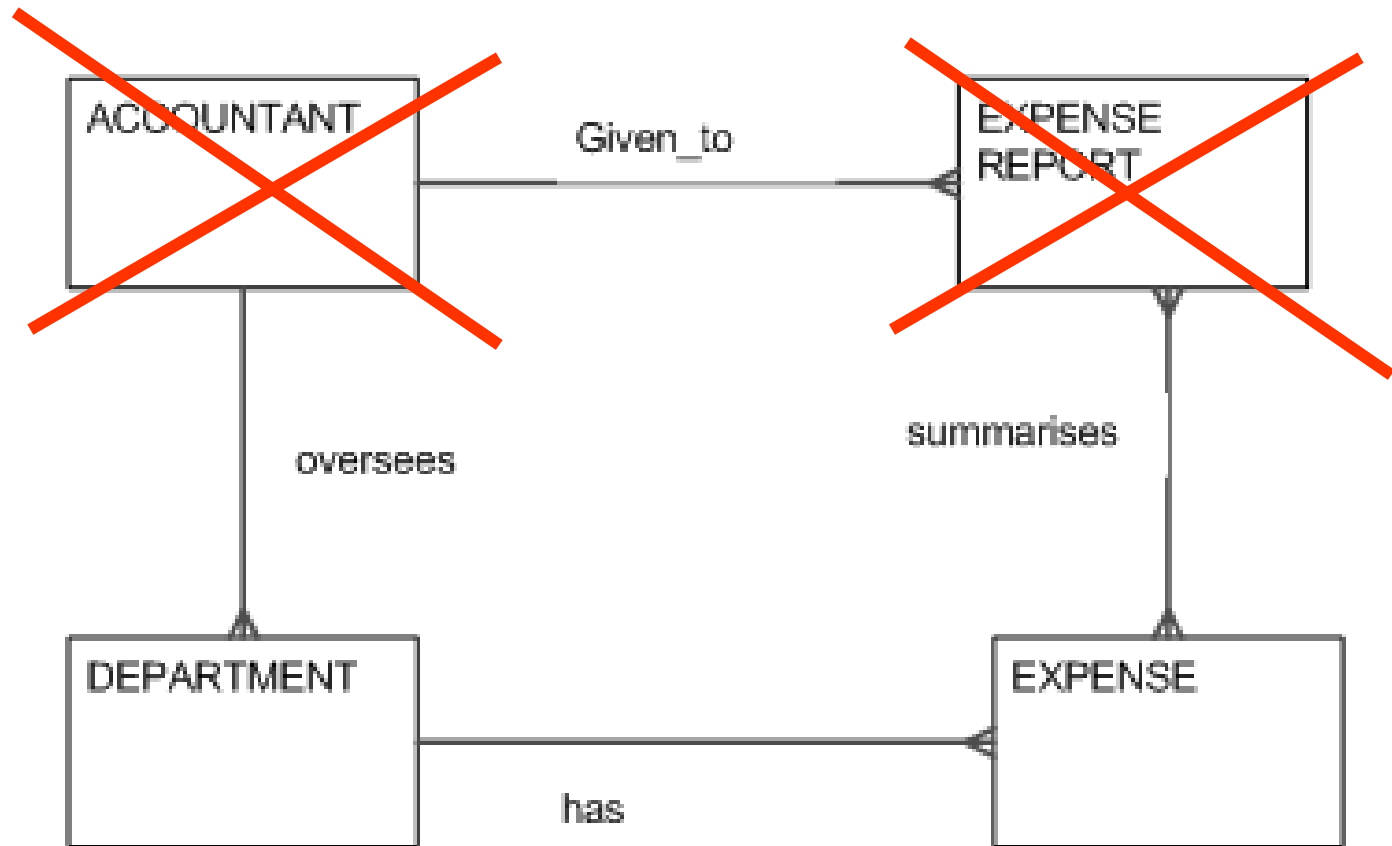 ACCOUNTANT
Given_to
EXPENSE
REPORT
oversees
summarises
DEPARTMENT
EXPENSE
has